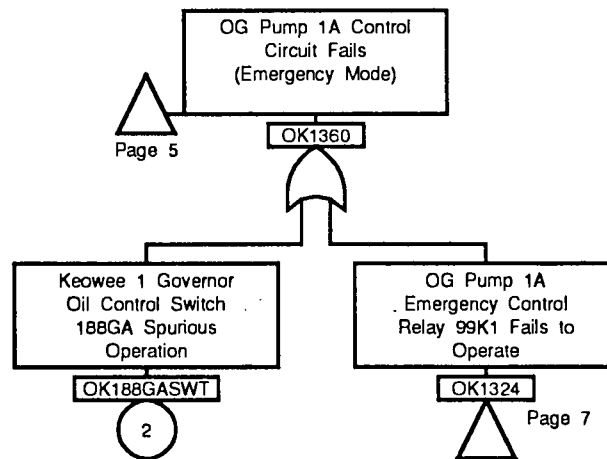 OG Pump 1A Control
Circuit Fails
(Emergency Mode)
Page 5
OK1360
Keowee 1 Governor
Oil Control Switch
188GA Spurious
Operation
OK188GASWT
2
OG Pump 1A
Emergency Control
Relay 99K1 Fails to
Operate
OK1324
Page 7